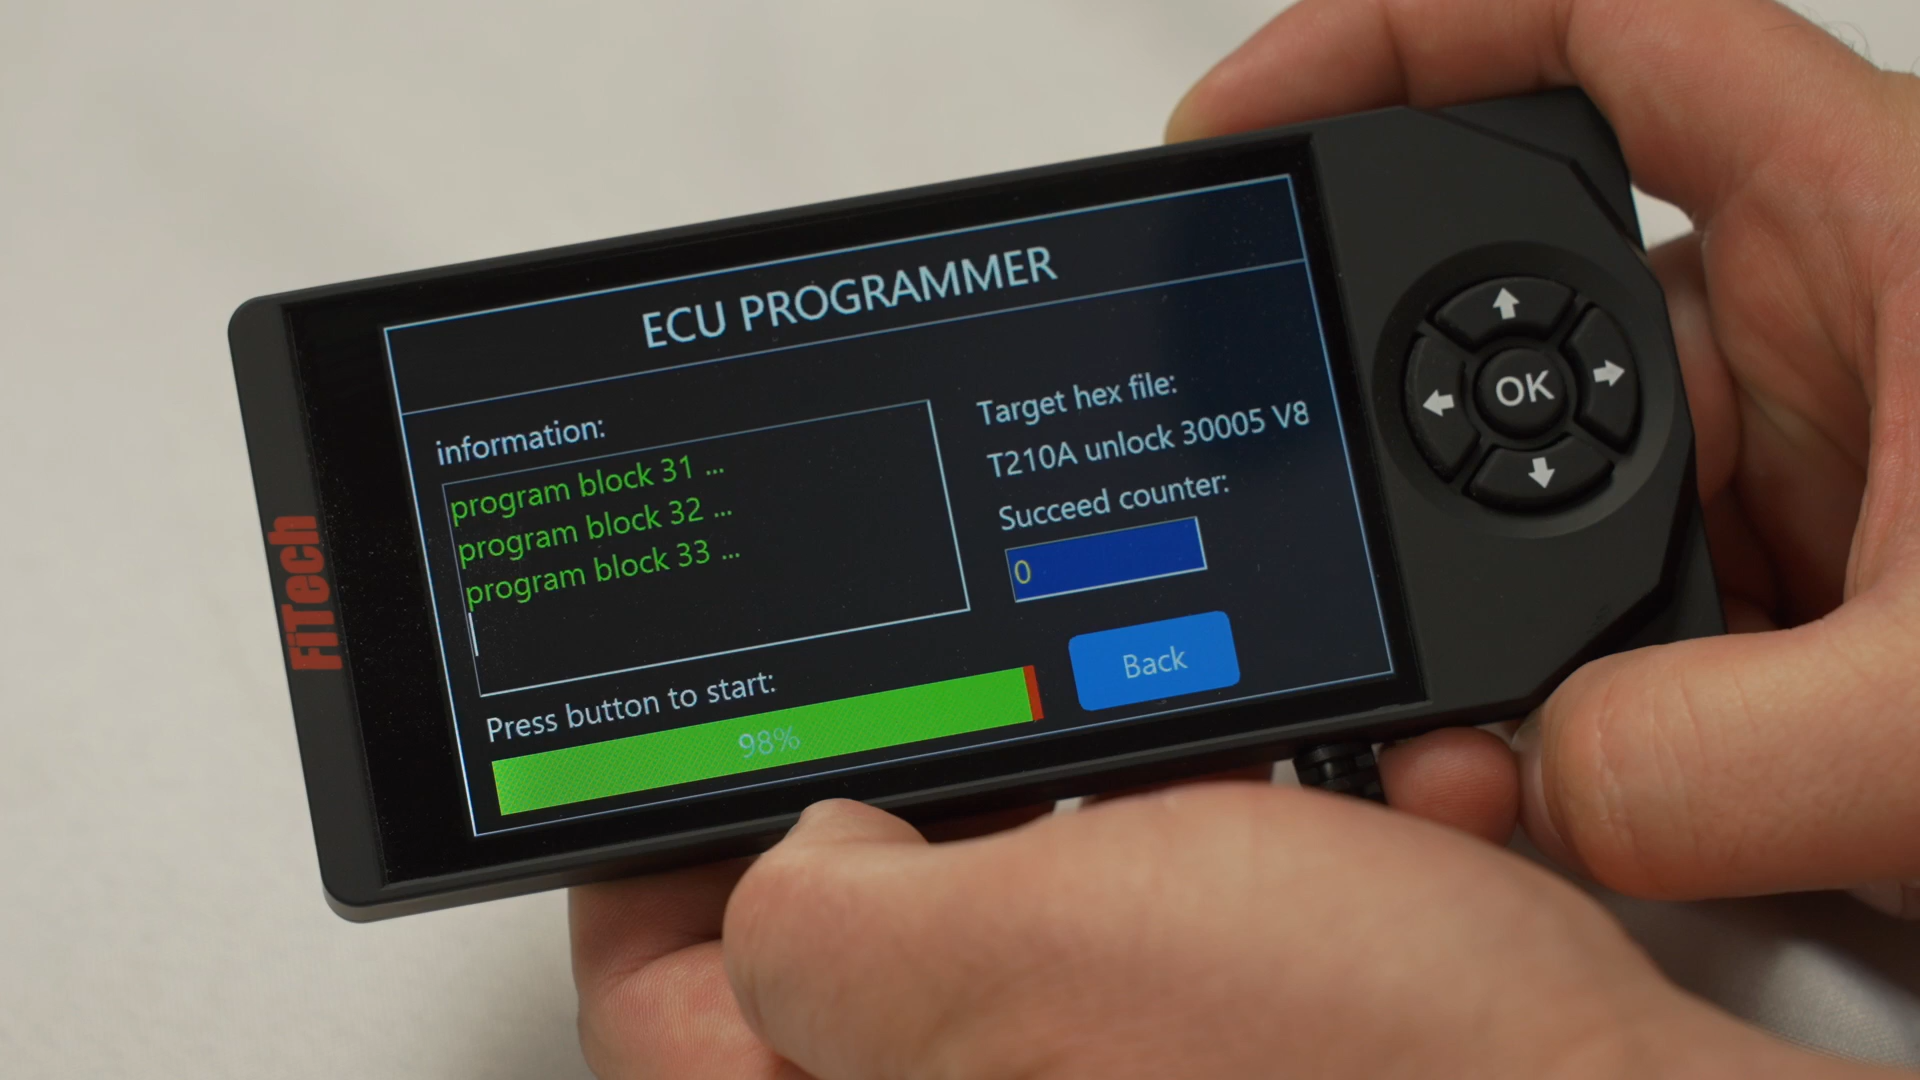 ECU PROGRAMMER
information:
program block 31 ...
program block 32 ...
program block 33 ...
Target hex file:
T210A unlock 30005 V8
Succeed counter:
0
Press button to start:
98%
Back
OK
FiTech